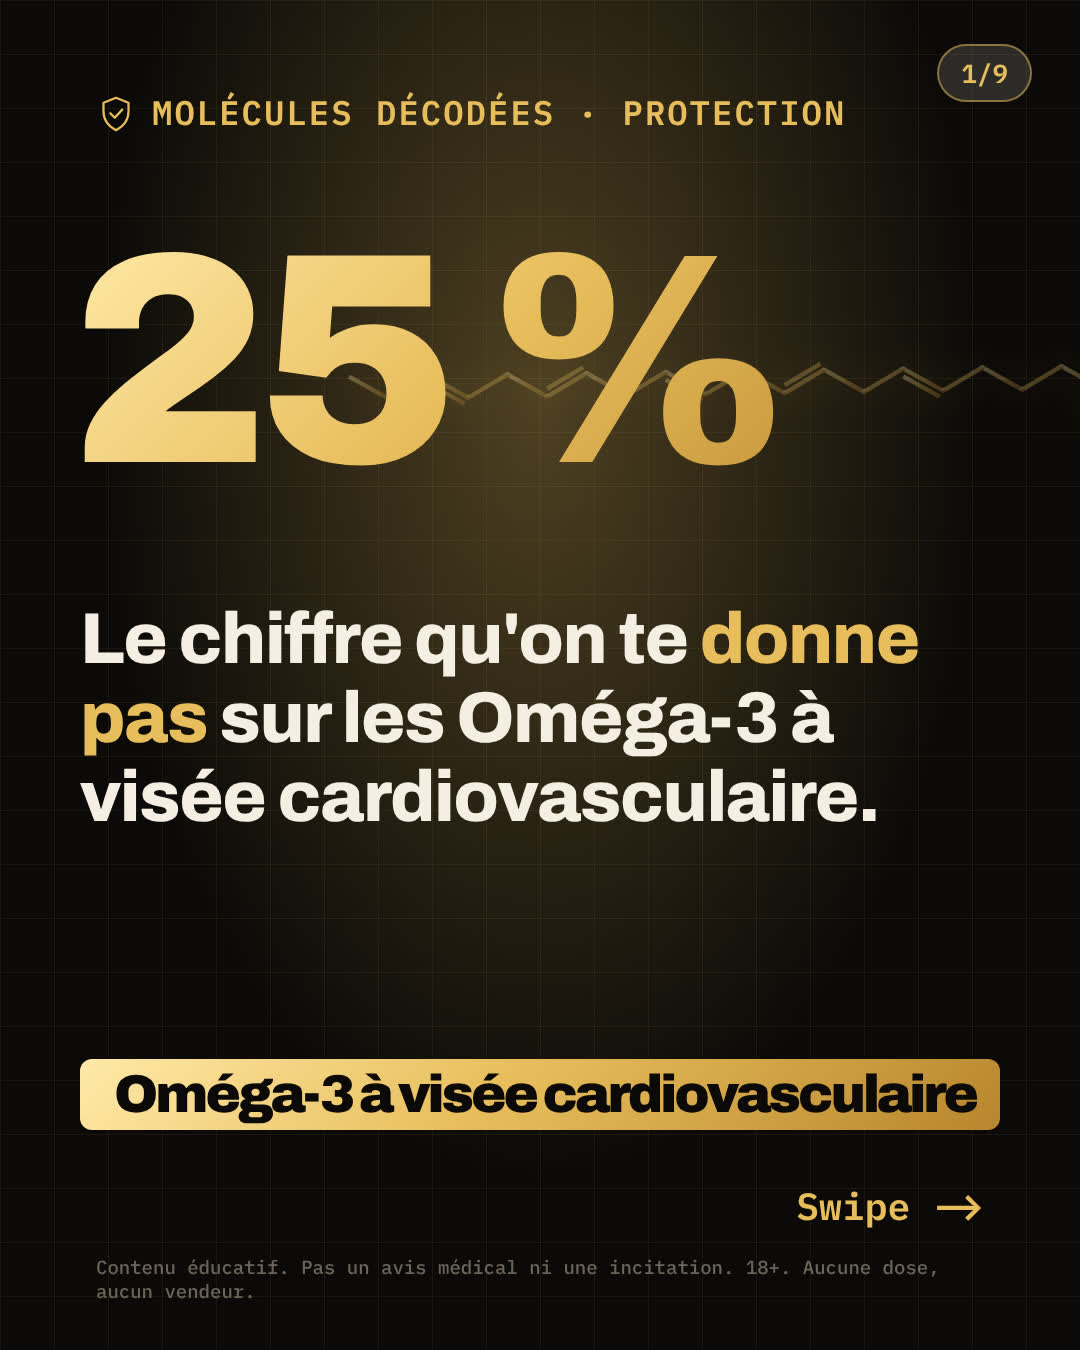 1/9
MOLÉCULES DÉCODÉES · PROTECTION
25 %
Le chiffre qu'on te donne
pas sur les Oméga-3 à
visée cardiovasculaire.
Oméga-3 à visée cardiovasculaire
Swipe →
Contenu éducatif. Pas un avis médical ni une incitation. 18+. Aucune dose,
aucun vendeur.